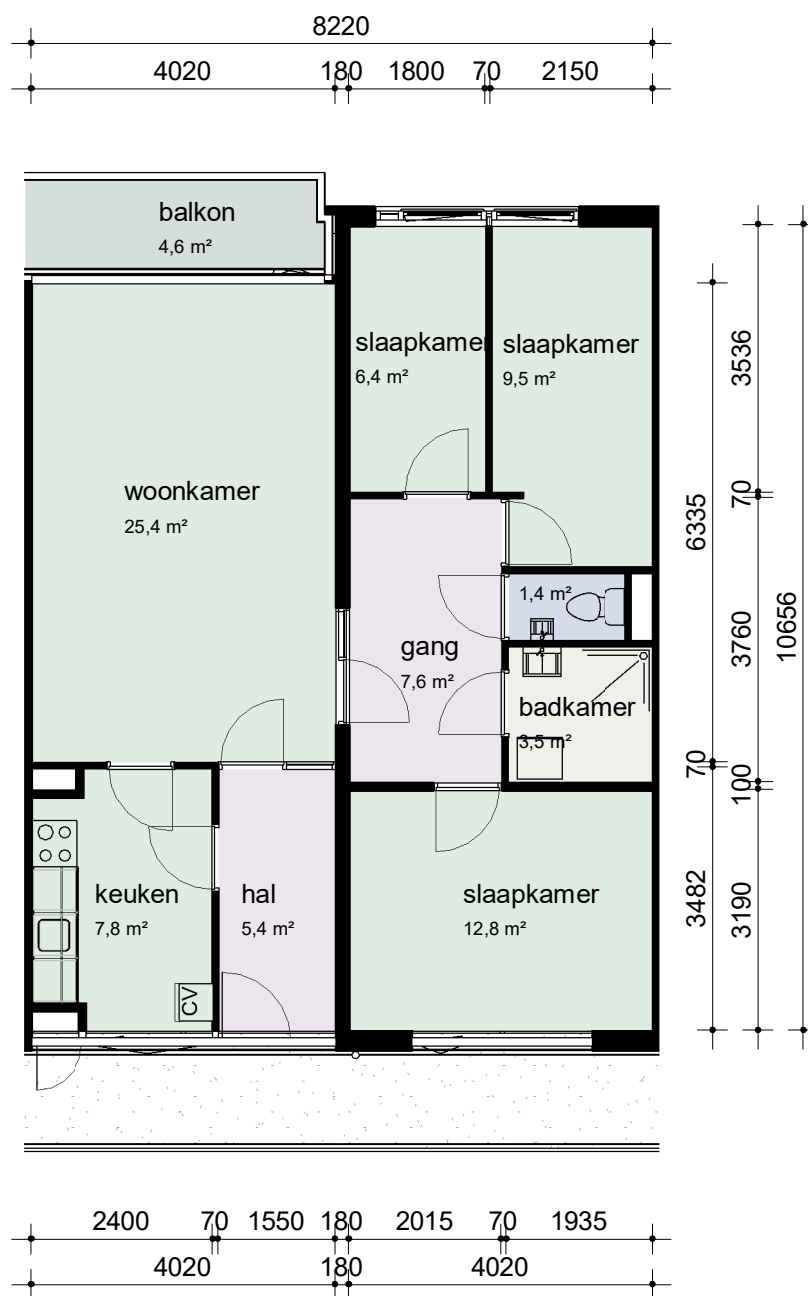 8220
4020 180 1800 70 2150
balkon
4,6 m²
slaapkamer
6,4 m²
slaapkamer
9,5 m²
woonkamer
25,4 m²
1,4 m²
gang
7,6 m²
badkamer
3,5 m²
keuken
7,8 m²
hal
5,4 m²
slaapkamer
12,8 m²
CV
6335
70
3482
3536
70
3760
100
3190
10656
2400 70 1550 180 2015 70 1935
4020 180 4020